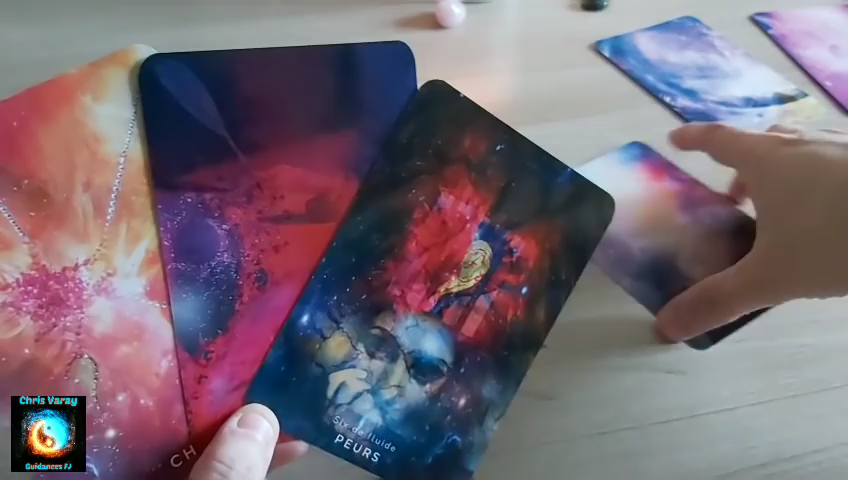 Six de fluide
PEURS
CH
Chris Varay
Guidances FJ